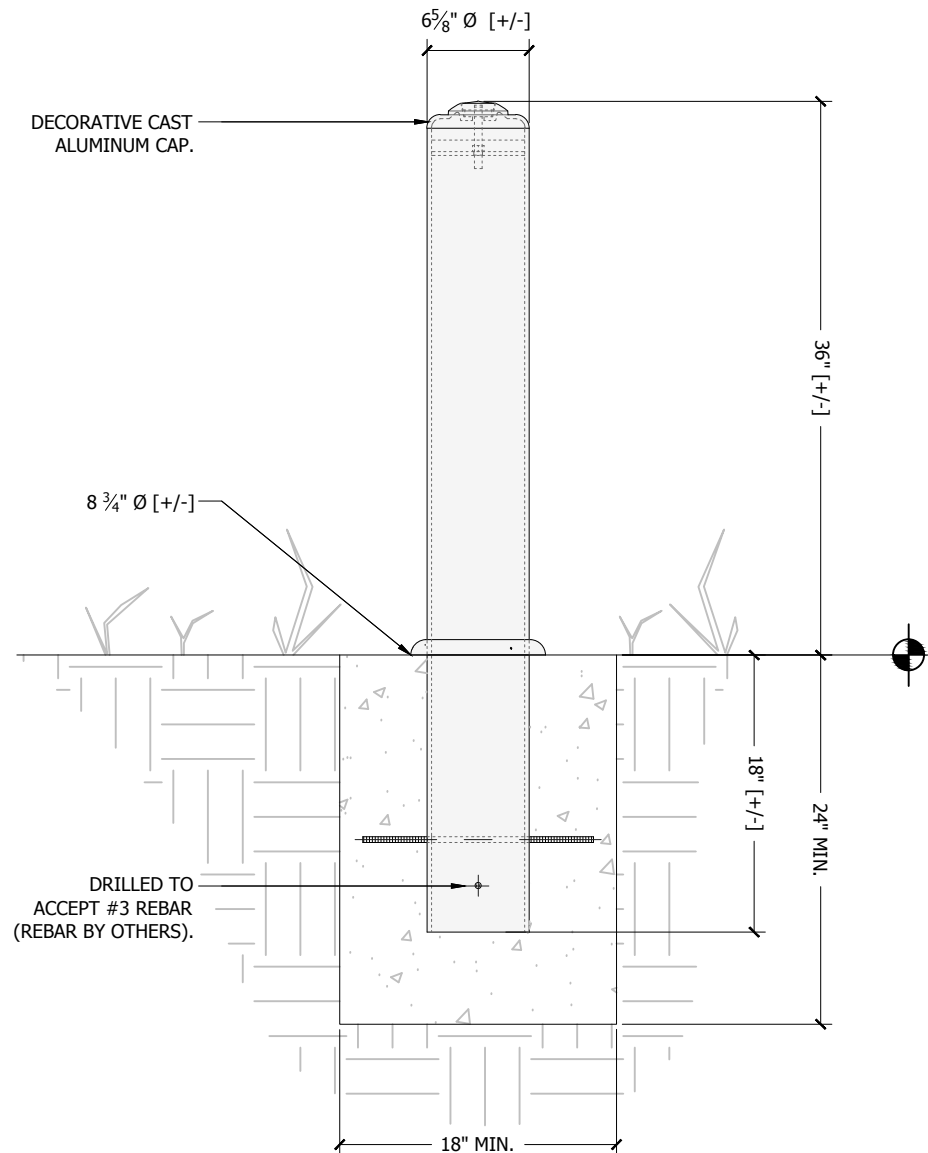 6⅝" Ø [+/-]
DECORATIVE CAST
ALUMINUM CAP.
36" [+/-]
8 ¾" Ø [+/-]
18" [+/-]
24" MIN.
DRILLED TO
ACCEPT #3 REBAR
(REBAR BY OTHERS).
18" MIN.